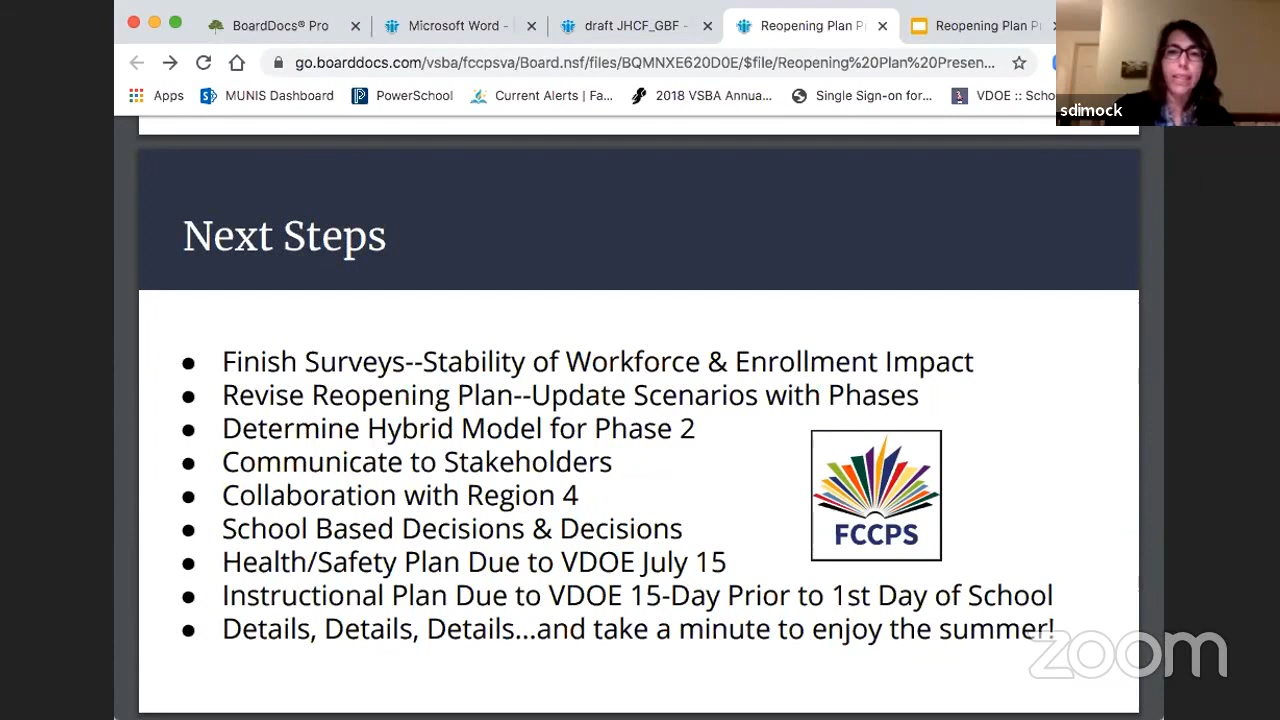 BoardDocs® Pro
Microsoft Word -
draft JHCF_GBF -
Reopening Plan P
Reopening Plan P
go.boarddocs.com/vsba/fccpsva/Board.nsf/files/BQMNXE620D0E/$file/Reopening%20Plan%20Presen...
Apps
MUNIS Dashboard
PowerSchool
Current Alerts | Fa...
2018 VSBA Annua...
Single Sign-on for...
VDOE :: Scho
sdimock
Next Steps
● Finish Surveys--Stability of Workforce & Enrollment Impact
● Revise Reopening Plan--Update Scenarios with Phases
● Determine Hybrid Model for Phase 2
● Communicate to Stakeholders
● Collaboration with Region 4
● School Based Decisions & Decisions
● Health/Safety Plan Due to VDOE July 15
● Instructional Plan Due to VDOE 15-Day Prior to 1st Day of School
● Details, Details, Details...and take a minute to enjoy the summer!
FCCPS
zoom